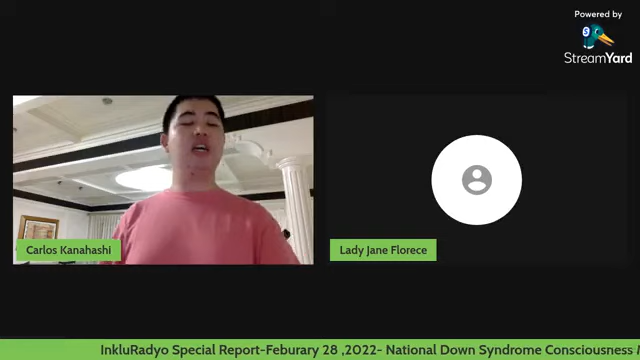 Powered by
StreamYard
Carlos Kanahashi
Lady Jane Florece
InkluRadyo Special Report-Feburary 28 ,2022- National Down Syndrome Consciousness